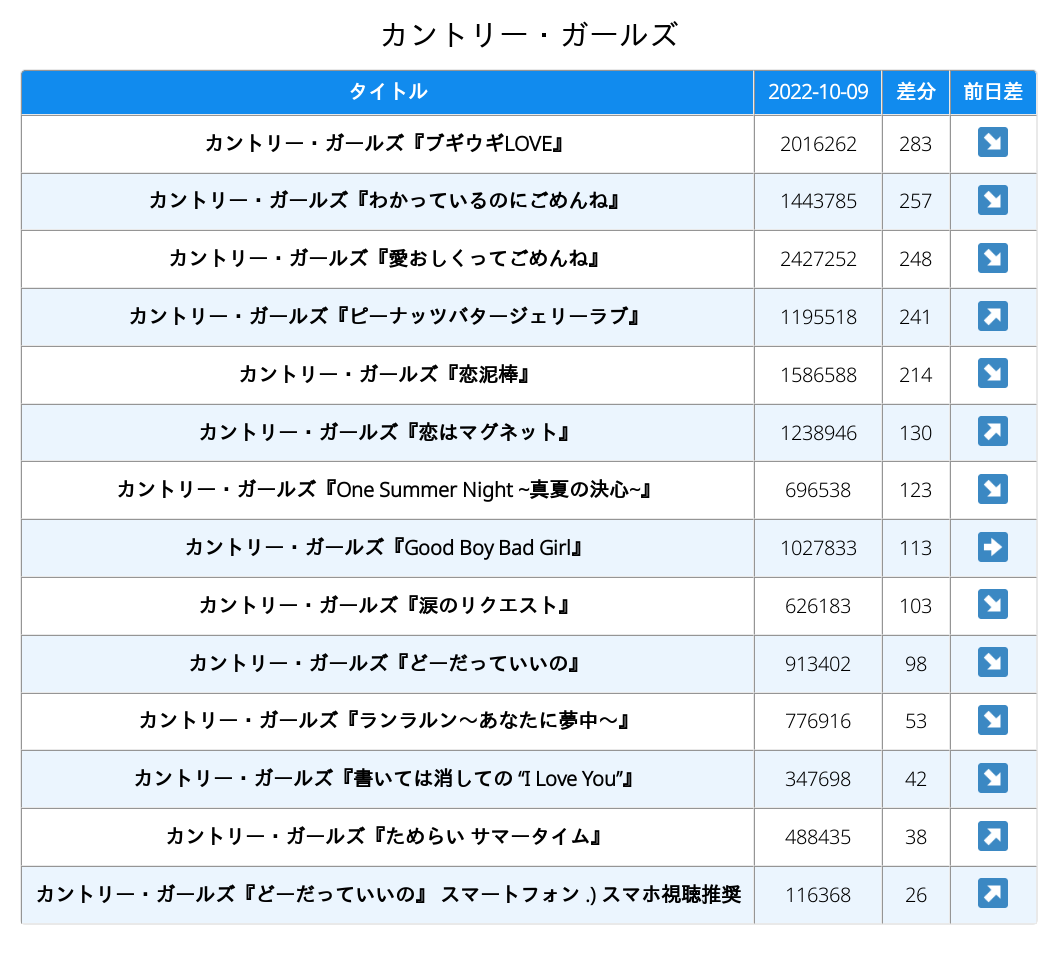 カントリー・ガールズ
タイトル 2022-10-09 差分 前日差
カントリー・ガールズ『ブギウギLOVE』 2016262 283 ↘
カントリー・ガールズ『わかっているのにごめんね』 1443785 257 ↘
カントリー・ガールズ『愛おしくってごめんね』 2427252 248 ↘
カントリー・ガールズ『ピーナッツバタージェリーラブ』 1195518 241 ↗
カントリー・ガールズ『恋泥棒』 1586588 214 ↘
カントリー・ガールズ『恋はマグネット』 1238946 130 ↗
カントリー・ガールズ『One Summer Night ~真夏の決心~』 696538 123 ↘
カントリー・ガールズ『Good Boy Bad Girl』 1027833 113 →
カントリー・ガールズ『涙のリクエスト』 626183 103 ↘
カントリー・ガールズ『どーだっていいの』 913402 98 ↘
カントリー・ガールズ『ランラルン～あなたに夢中～』 776916 53 ↘
カントリー・ガールズ『書いては消しての “I Love You”』 347698 42 ↘
カントリー・ガールズ『ためらい サマータイム』 488435 38 ↗
カントリー・ガールズ『どーだっていいの』 スマートフォン .) スマホ視聴推奨 116368 26 ↗